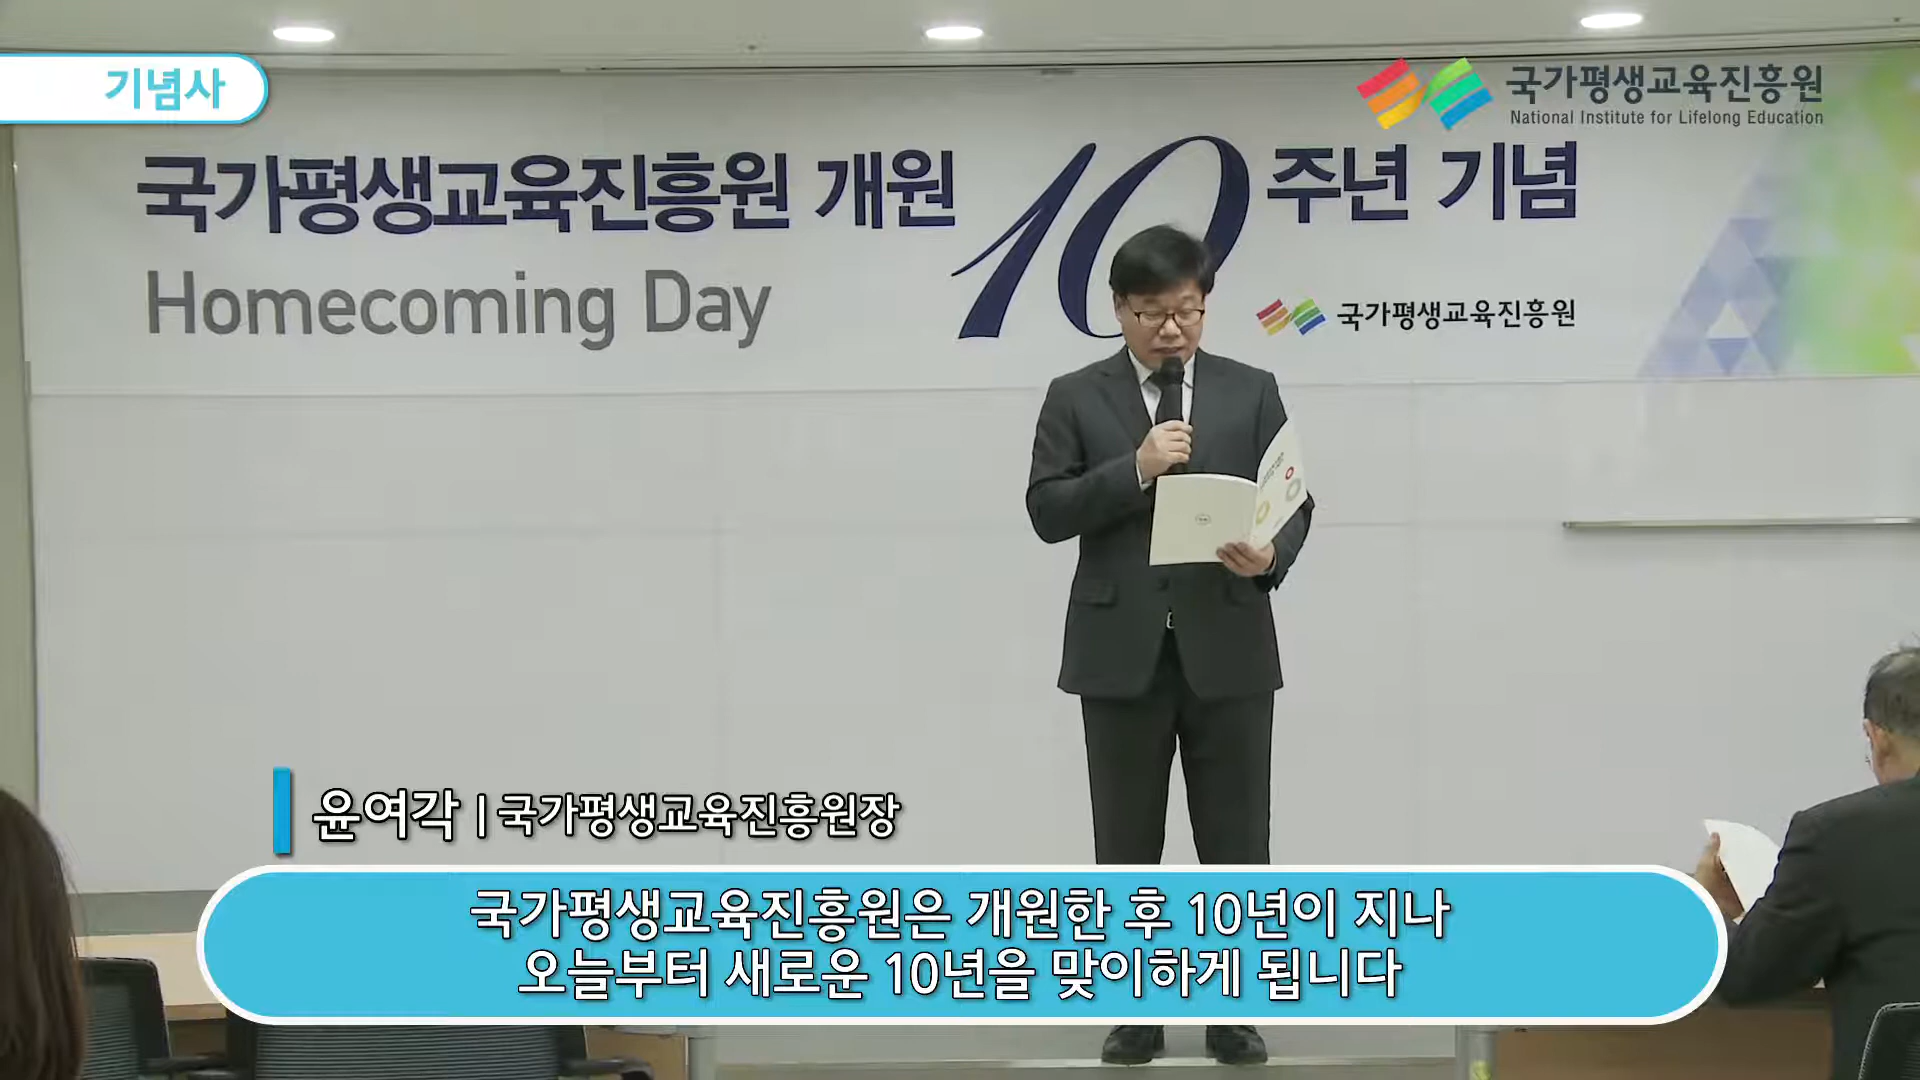 기념사
국가평생교육진흥원
National Institute for Lifelong Education
국가평생교육진흥원 개원 10주년 기념
Homecoming Day
국가평생교육진흥원
윤여각 | 국가평생교육진흥원장
국가평생교육진흥원은 개원한 후 10년이 지나
오늘부터 새로운 10년을 맞이하게 됩니다